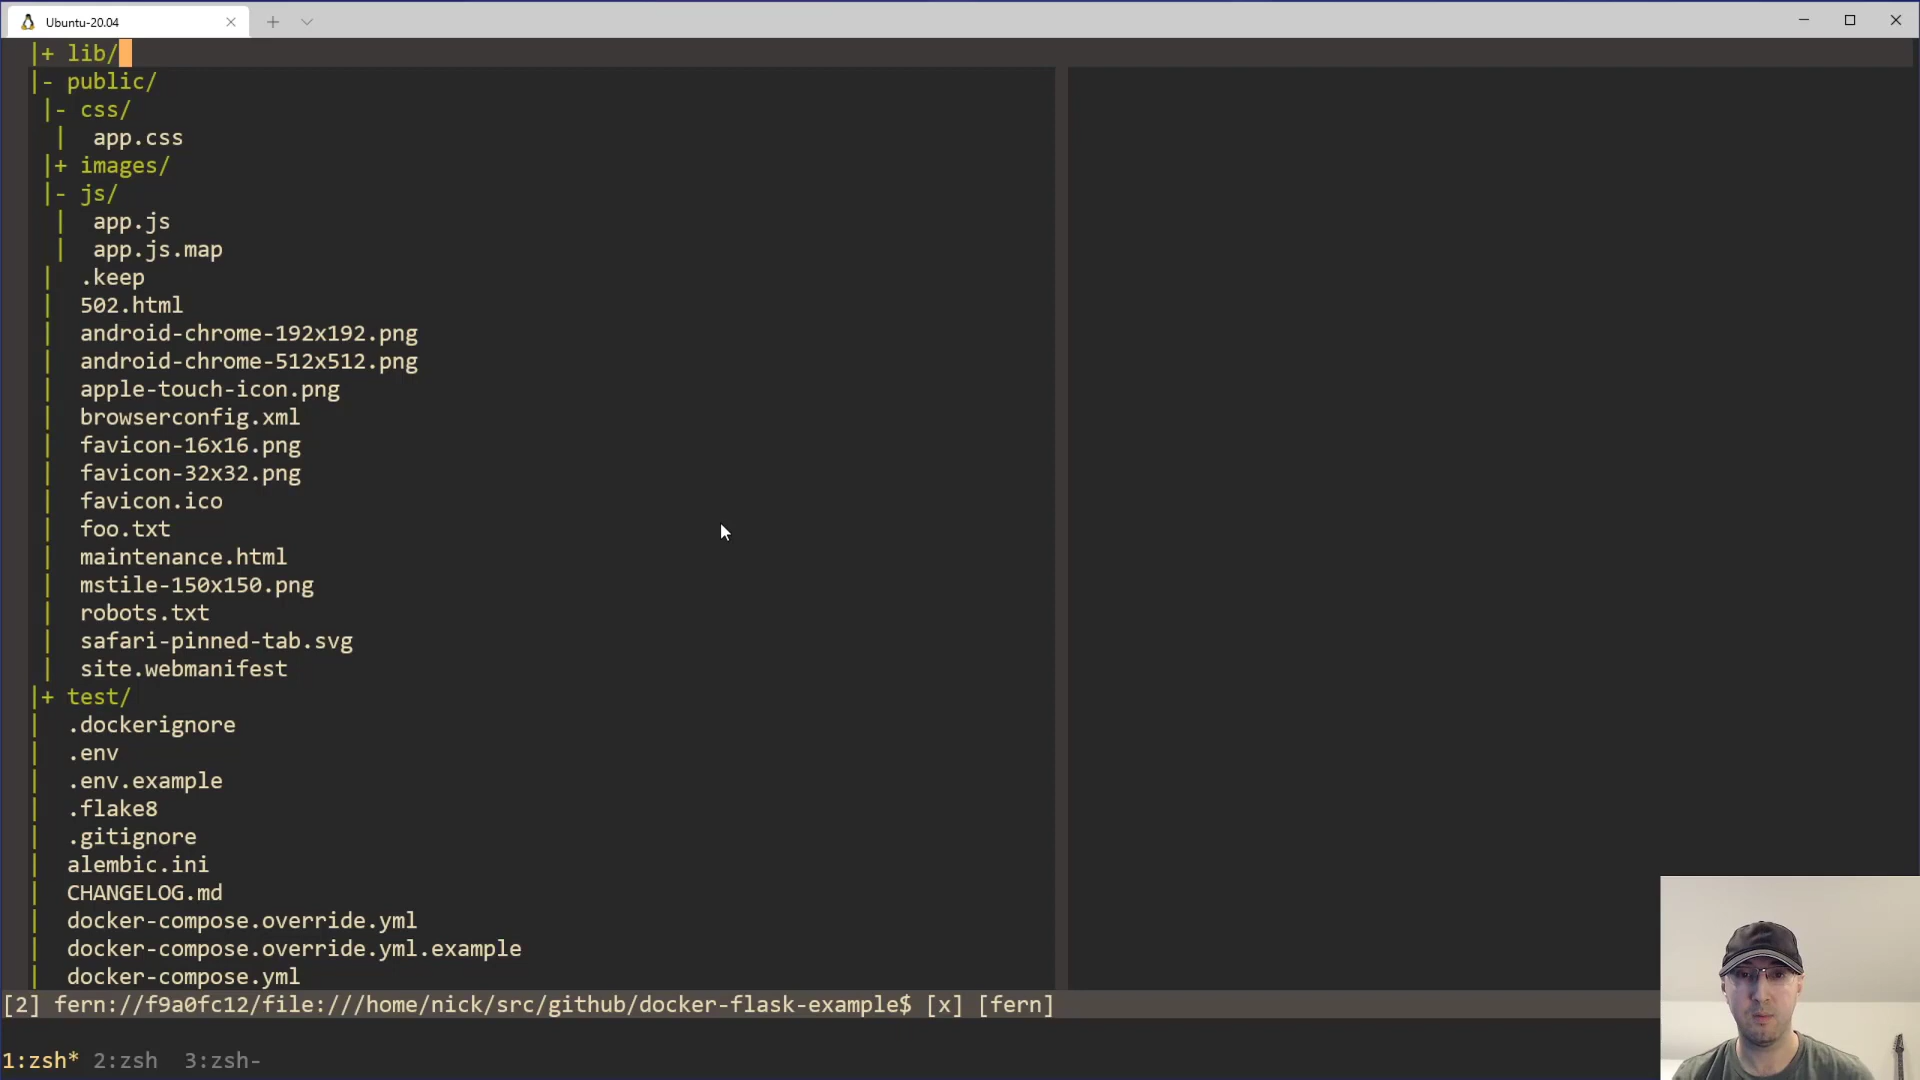 Ubuntu-20.04
|+ lib/
|- public/
|- css/
| app.css
|+ images/
|- js/
| app.js
| app.js.map
| .keep
| 502.html
| android-chrome-192x192.png
| android-chrome-512x512.png
| apple-touch-icon.png
| browserconfig.xml
| favicon-16x16.png
| favicon-32x32.png
| favicon.ico
| foo.txt
| maintenance.html
| mstile-150x150.png
| robots.txt
| safari-pinned-tab.svg
| site.webmanifest
|+ test/
| .dockerignore
| .env
| .env.example
| .flake8
| .gitignore
| alembic.ini
| CHANGELOG.md
| docker-compose.override.yml
| docker-compose.override.yml.example
| docker-compose.yml
[2] fern://f9a0fc12/file:///home/nick/src/github/docker-flask-example$ [x] [fern]
1:zsh* 2:zsh 3:zsh-